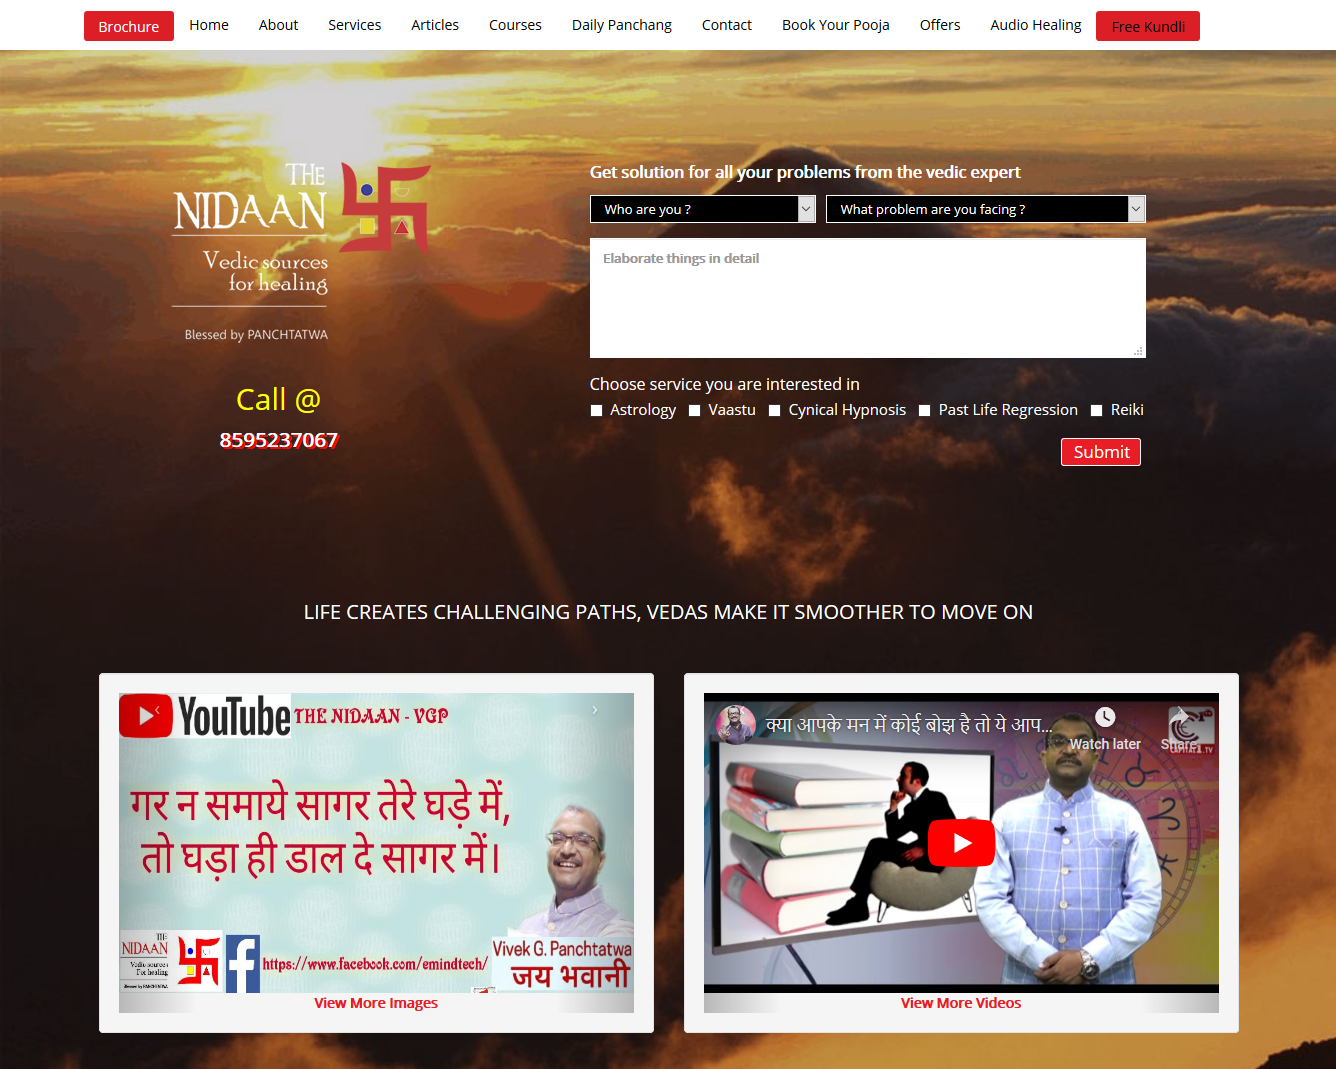 Brochure Home About Services Articles Courses Daily Panchang Contact Book Your Pooja Offers Audio Healing Free Kundli
THE
NIDAAN
Vedic sources
for healing
Blessed by PANCHTATWA
Call @
8595237067
Get solution for all your problems from the vedic expert
Who are you ? What problem are you facing ?
Elaborate things in detail
Choose service you are interested in
Astrology Vaastu Cynical Hypnosis Past Life Regression Reiki
Submit
LIFE CREATES CHALLENGING PATHS, VEDAS MAKE IT SMOOTHER TO MOVE ON
YouTube THE NIDAAN - VGP
गर न समाये सागर तेरे घड़े में,
तो घड़ा ही डाल दे सागर में।
THE
NIDAAN
Vedic sources
For healing
Blessed by PANCHTATWA
f https://www.facebook.com/emindtech/
Vivek G. Panchtatwa
जय भवानी
View More Images
क्या आपके मन में कोई बोझ है तो ये आप...
Watch later Share
CAPITAL TV
View More Videos